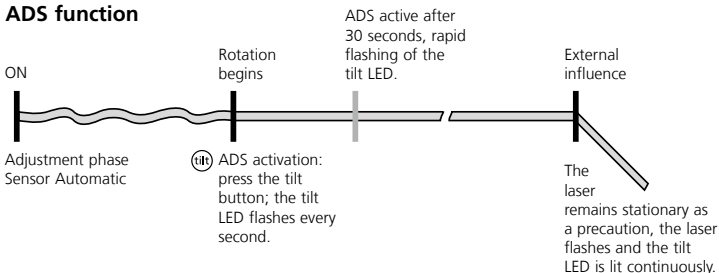 ADS function
ON
Adjustment phase
Sensor Automatic
Rotation
begins
tilt
ADS activation:
press the tilt
button; the tilt
LED flashes every
second.
ADS active after
30 seconds, rapid
flashing of the
tilt LED.
External
influence
The
laser
remains stationary as
a precaution, the laser
flashes and the tilt
LED is lit continuously.